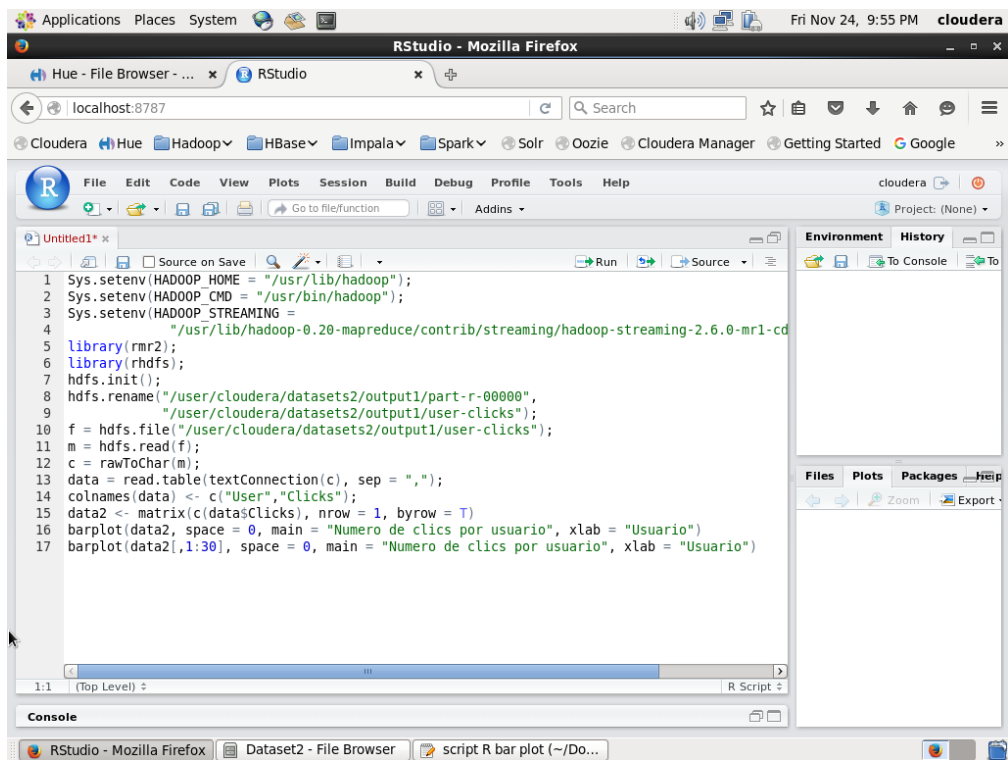 Applications Places System Fri Nov 24, 9:55 PM cloudera
RStudio - Mozilla Firefox
Hue - File Browser - ... × RStudio ×
localhost:8787 Search
Cloudera Hue Hadoop HBase Impala Spark Solr Oozie Cloudera Manager Getting Started Google »
R File Edit Code View Plots Session Build Debug Profile Tools Help cloudera
Go to file/function Addins Project: (None)
Untitled1* × Environment History
Source on Save Run Source To Console To
1 Sys.setenv(HADOOP_HOME = "/usr/lib/hadoop");
2 Sys.setenv(HADOOP_CMD = "/usr/bin/hadoop");
3 Sys.setenv(HADOOP_STREAMING =
4 "/usr/lib/hadoop-0.20-mapreduce/contrib/streaming/hadoop-streaming-2.6.0-mr1-cd
5 library(rmr2);
6 library(rhdfs);
7 hdfs.init();
8 hdfs.rename("/user/cloudera/datasets2/output1/part-r-00000",
9 "/user/cloudera/datasets2/output1/user-clicks");
10 f = hdfs.file("/user/cloudera/datasets2/output1/user-clicks");
11 m = hdfs.read(f);
12 c = rawToChar(m);
13 data = read.table(textConnection(c), sep = ",");
14 colnames(data) <- c("User","Clicks");
15 data2 <- matrix(c(data$Clicks), nrow = 1, byrow = T)
16 barplot(data2, space = 0, main = "Numero de clics por usuario", xlab = "Usuario")
17 barplot(data2[,1:30], space = 0, main = "Numero de clics por usuario", xlab = "Usuario")
Files Plots Packages Help
Zoom Export
1:1 (Top Level) R Script
Console
RStudio - Mozilla Firefox Dataset2 - File Browser script R bar plot (~/Do...